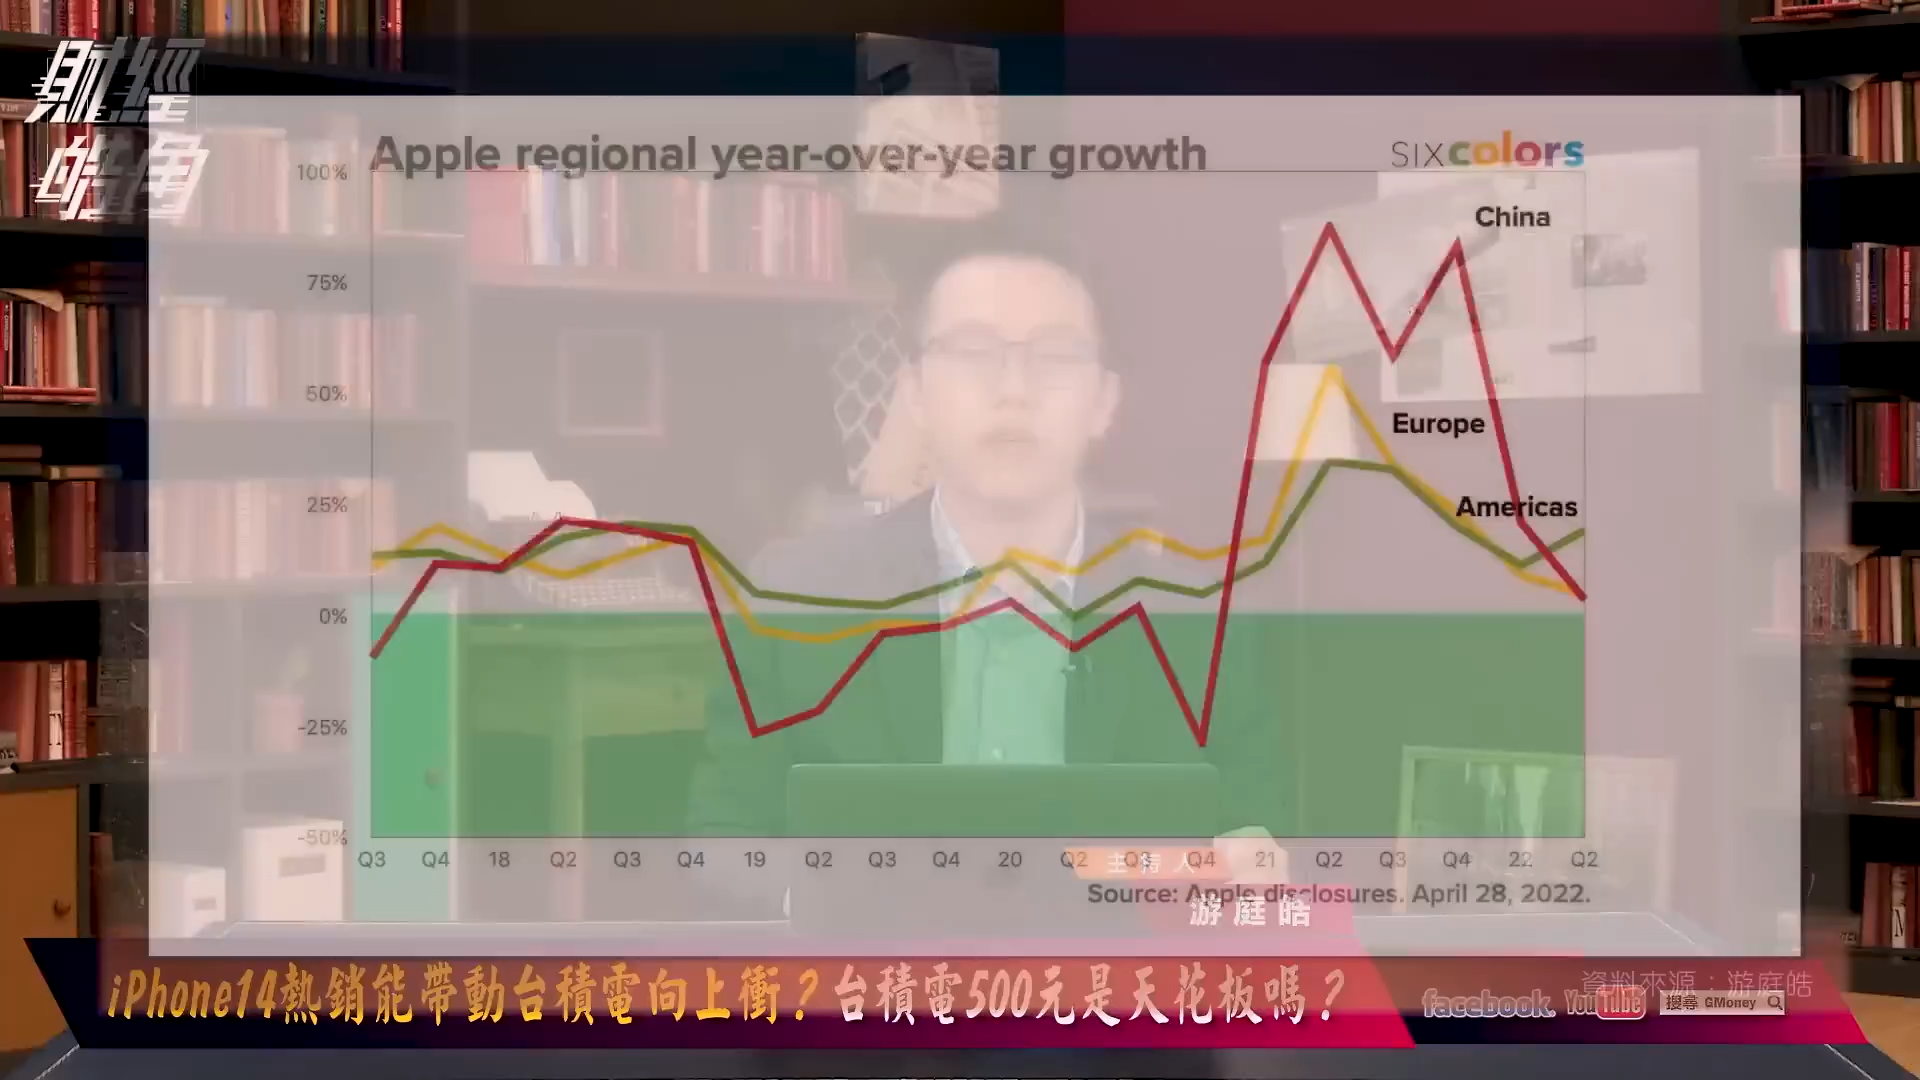 財經
皓角
Apple regional year-over-year growth
SIXcolors
100%
75%
50%
25%
0%
-25%
-50%
China
Europe
Americas
Q3 Q4 18 Q2 Q3 Q4 19 Q2 Q3 Q4 20 Q2 Q3 Q4 21 Q2 Q3 Q4 22 Q2
主持人
Source: Apple disclosures. April 28, 2022.
游庭皓
iPhone14熱銷能帶動台積電向上衝？台積電500元是天花板嗎？
資料來源：游庭皓
facebook. YouTube 搜尋 GMoney